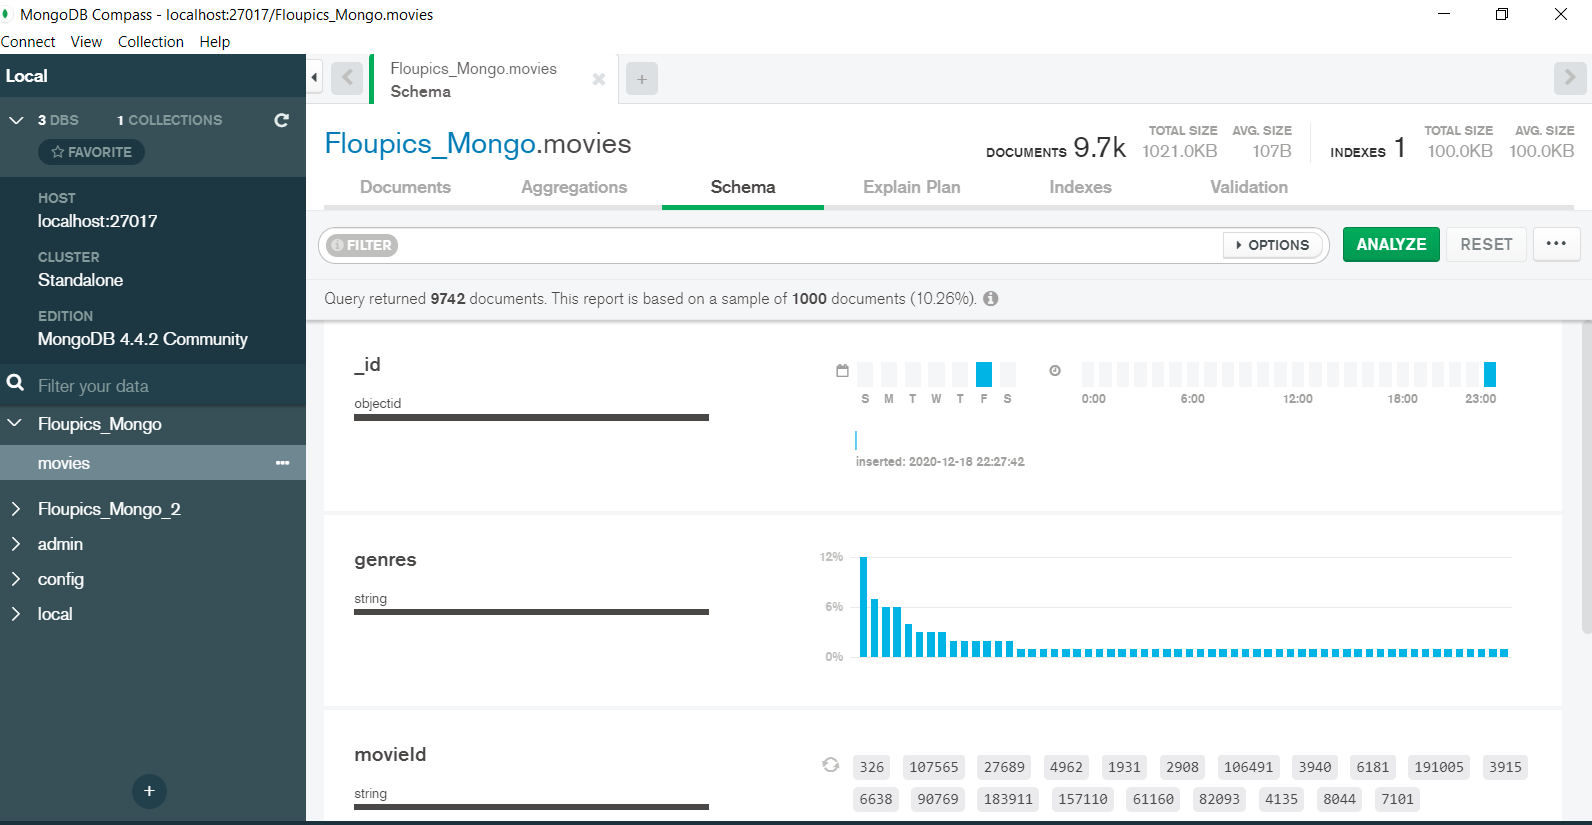 MongoDB Compass - localhost:27017/Floupics_Mongo.movies
Connect View Collection Help
Local
3 DBS 1 COLLECTIONS
FAVORITE
HOST
localhost:27017
CLUSTER
Standalone
EDITION
MongoDB 4.4.2 Community
Filter your data
Floupics_Mongo
movies
Floupics_Mongo_2
admin
config
local
+
Floupics_Mongo.movies
Schema
+
Floupics_Mongo.movies
DOCUMENTS 9.7k
TOTAL SIZE AVG. SIZE
1021.0KB 107B
INDEXES 1
TOTAL SIZE AVG. SIZE
100.0KB 100.0KB
Documents Aggregations Schema Explain Plan Indexes Validation
FILTER OPTIONS ANALYZE RESET ...
Query returned 9742 documents. This report is based on a sample of 1000 documents (10.26%).
_id
objectid
S M T W T F S
0:00 6:00 12:00 18:00 23:00
inserted: 2020-12-18 22:27:42
genres
string
12%
6%
0%
movieId
string
326 107565 27689 4962 1931 2908 106491 3940 6181 191005 3915
6638 90769 183911 157110 61160 82093 4135 8044 7101